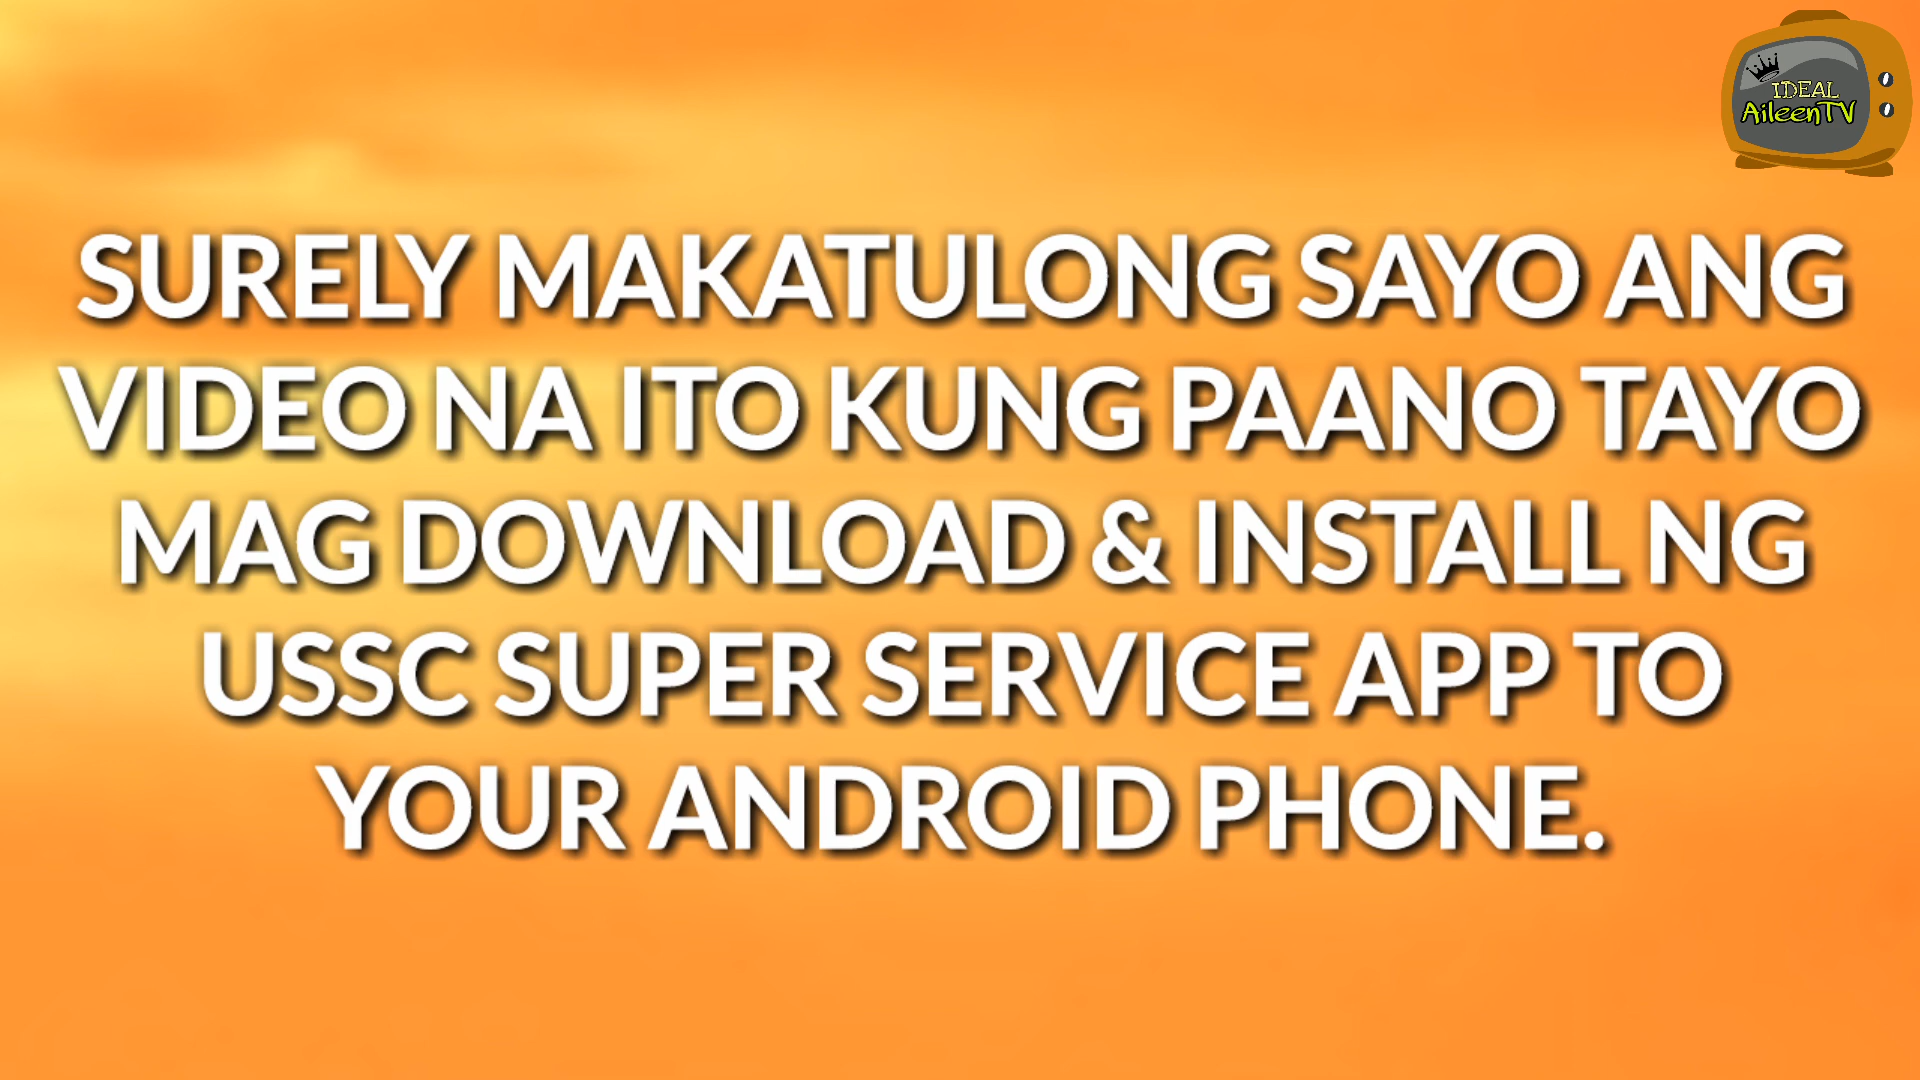 IDEAL
AileenTV
SURELY MAKATULONG SAYO ANG
VIDEO NA ITO KUNG PAANO TAYO
MAG DOWNLOAD & INSTALL NG
USSC SUPER SERVICE APP TO
YOUR ANDROID PHONE.